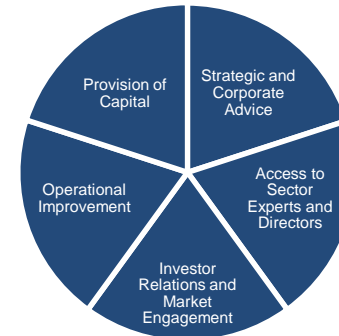 Provision of
Capital
Strategic and
Corporate
Advice
Operational
Improvement
Access to
Sector
Experts and
Directors
Investor
Relations and
Market
Engagement